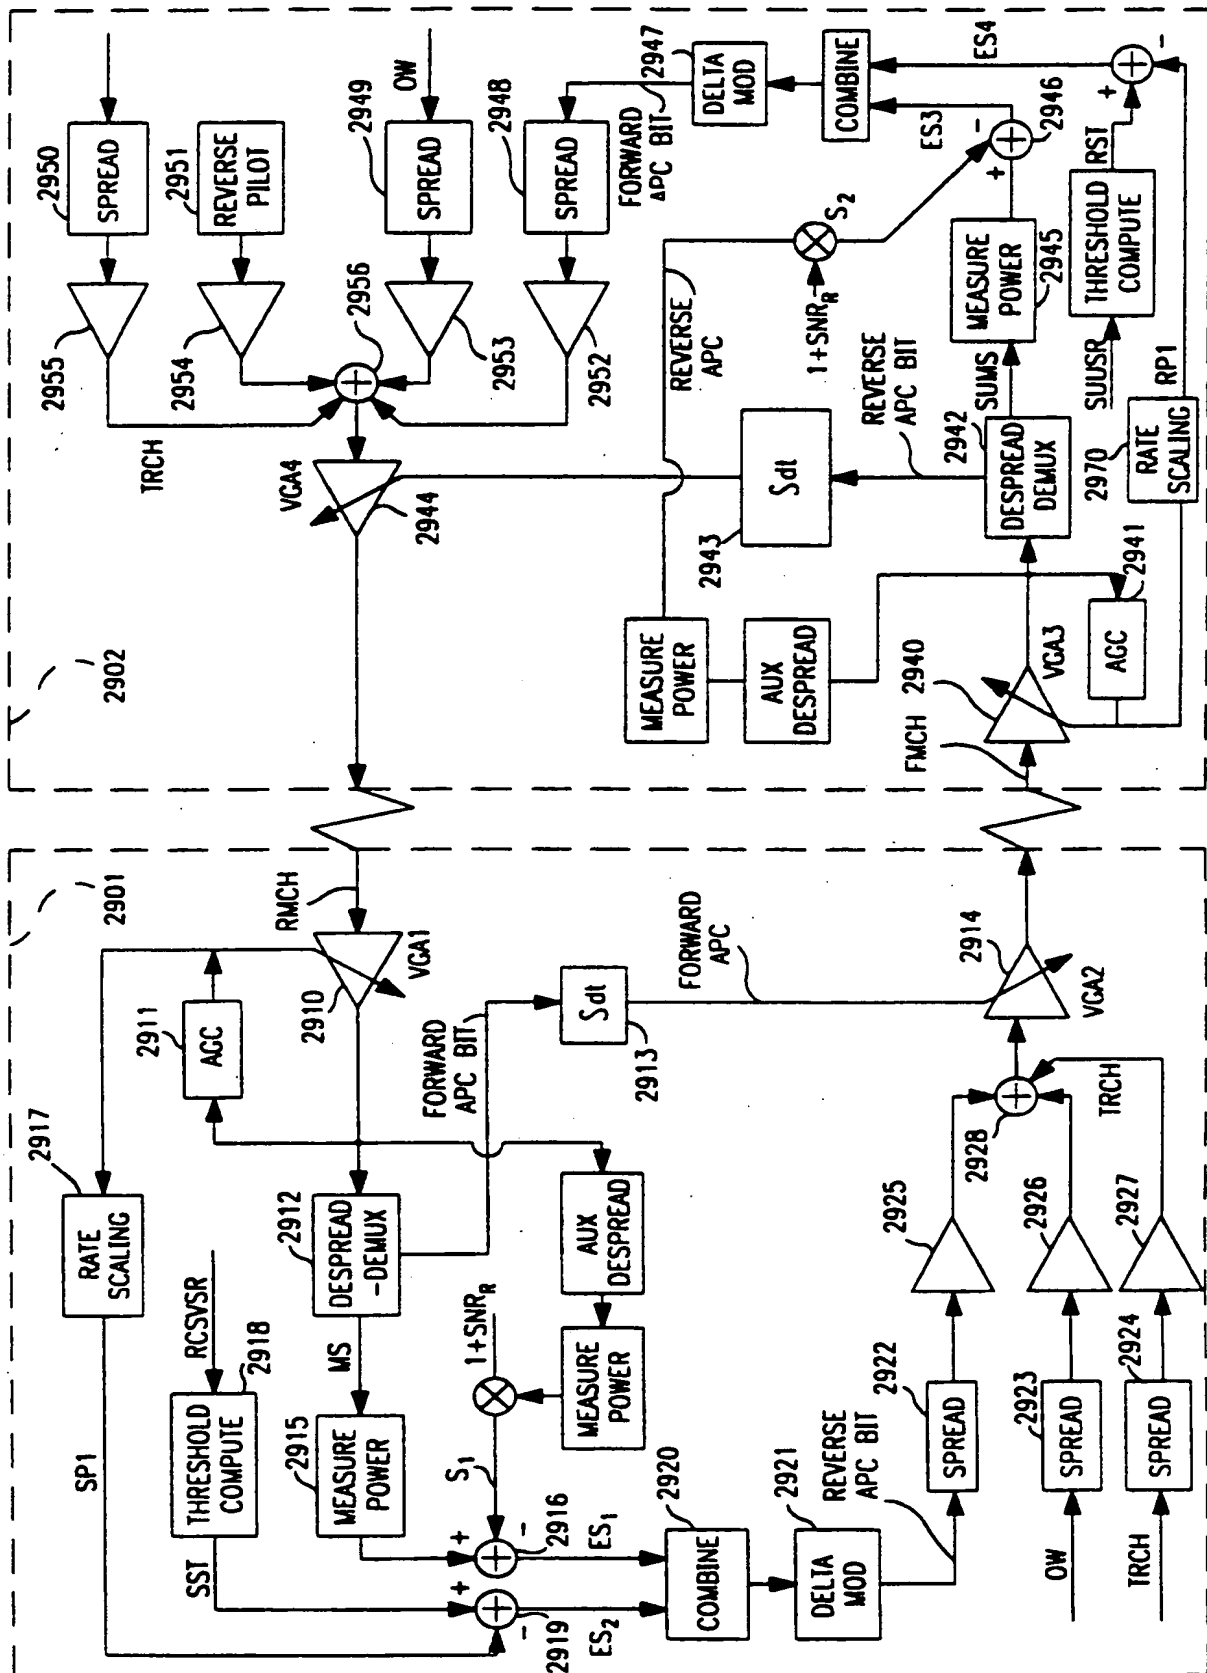 2901
2917
RATE
SCALING
SP1
2911
AGC
RMCH
2910
VGA1
RCSVSR
2918
THRESHOLD
COMPUTE
SST
2912
DESPREAD
-DEMUX
MS
2915
MEASURE
POWER
FORWARD
APC BIT
Sdt
2913
FORWARD
APC
2914
VGA2
AUX
DESPREAD
MEASURE
POWER
1+SNRR
S1
+
-
2916
+
-
2919
ES1
ES2
2920
COMBINE
2921
DELTA
MOD
REVERSE
APC BIT
2922
SPREAD
2925
2923
SPREAD
OW
2926
2924
SPREAD
TRCH
2927
2928
TRCH
2902
2950
SPREAD
2951
REVERSE
PILOT
2949
SPREAD
OW
2948
SPREAD
FORWARD
APC BIT
2955
2954
2953
2952
2956
TRCH
VGA4
2944
2947
DELTA
MOD
COMBINE
ES3
ES4
REVERSE
APC
1+SNRR
S2
+
-
2946
+
-
MEASURE
POWER
2945
SUMS
RST
THRESHOLD
COMPUTE
SUUSR
Sdt
2943
REVERSE
APC BIT
2942
DESPREAD
DEMUX
2970
RATE
SCALING
RP1
MEASURE
POWER
AUX
DESPREAD
2941
AGC
2940
VGA3
FMCH